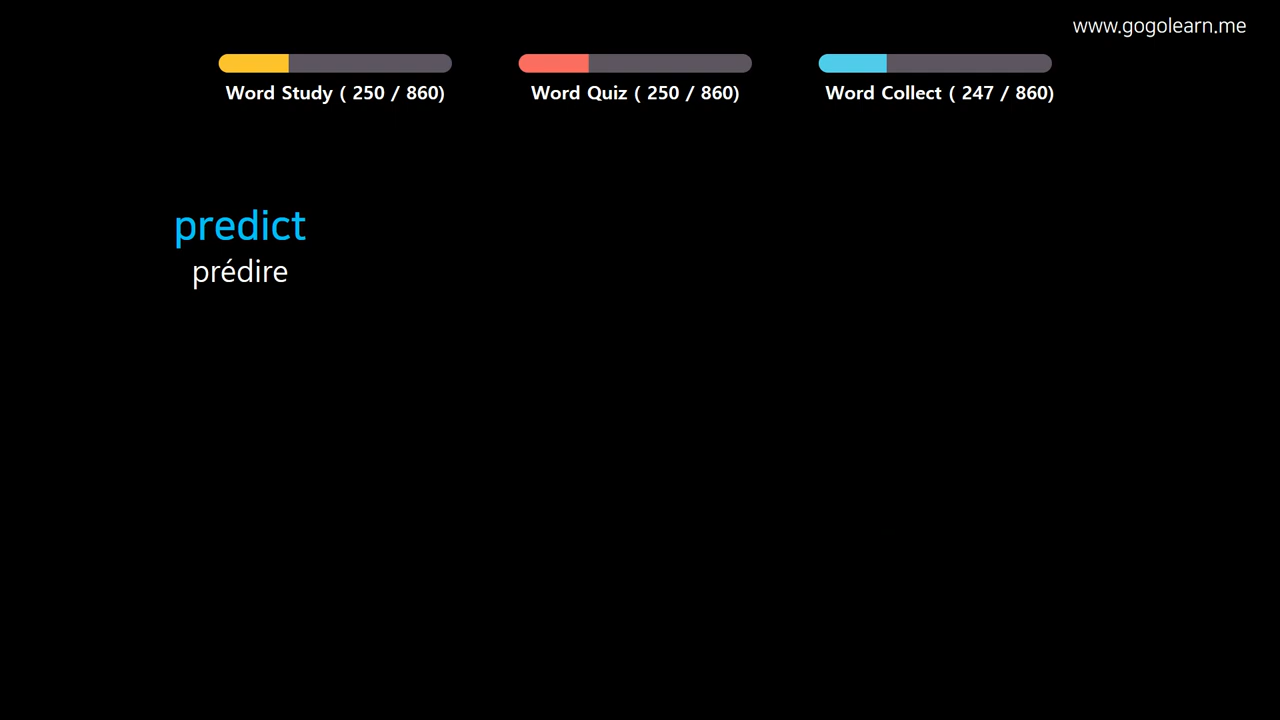 www.gogolearn.me
Word Study ( 250 / 860)
Word Quiz ( 250 / 860)
Word Collect ( 247 / 860)
predict
prédire